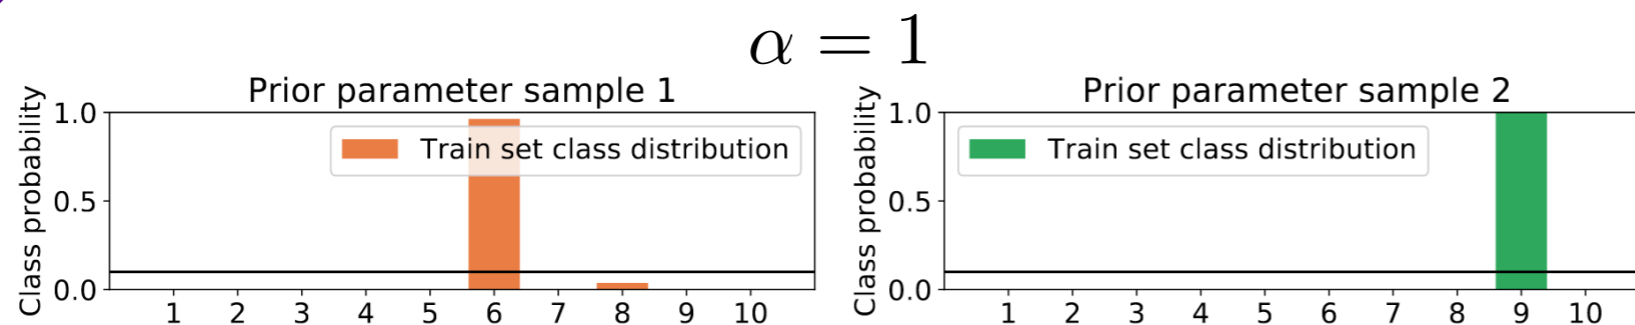 α = 1
Prior parameter sample 1
Class probability
1.0
0.5
0.0
Train set class distribution
1 2 3 4 5 6 7 8 9 10
Prior parameter sample 2
Class probability
1.0
0.5
0.0
Train set class distribution
1 2 3 4 5 6 7 8 9 10